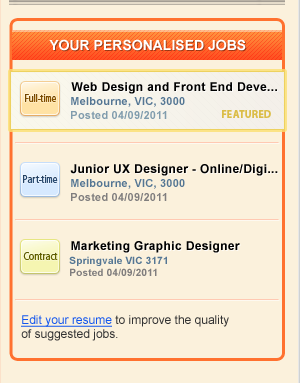 YOUR PERSONALISED JOBS
Full-time
Web Design and Front End Deve...
Melbourne, VIC, 3000
Posted 04/09/2011
FEATURED
Part-time
Junior UX Designer - Online/Digi...
Melbourne, VIC, 3000
Posted 04/09/2011
Contract
Marketing Graphic Designer
Springvale VIC 3171
Posted 04/09/2011
Edit your resume to improve the quality
of suggested jobs.